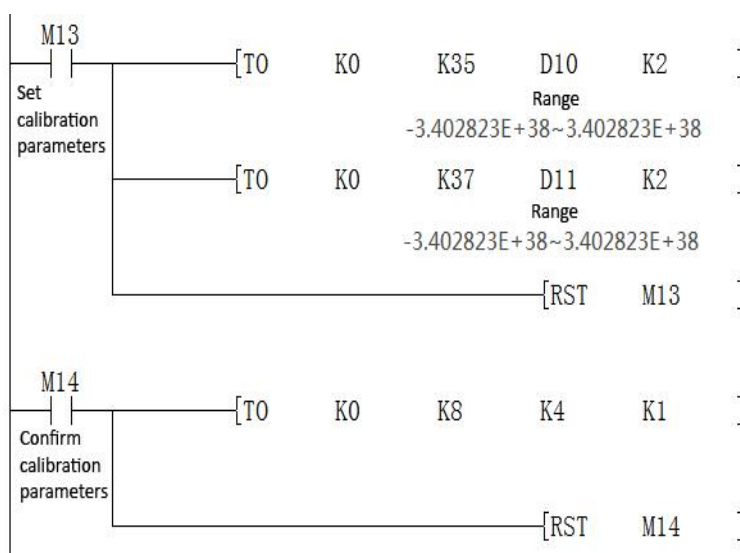 M13
[TO K0 K35 D10 K2 ]
Set
calibration
parameters
Range
-3.402823E+38~3.402823E+38
[TO K0 K37 D11 K2 ]
Range
-3.402823E+38~3.402823E+38
[RST M13 ]
M14
[TO K0 K8 K4 K1 ]
Confirm
calibration
parameters
[RST M14 ]